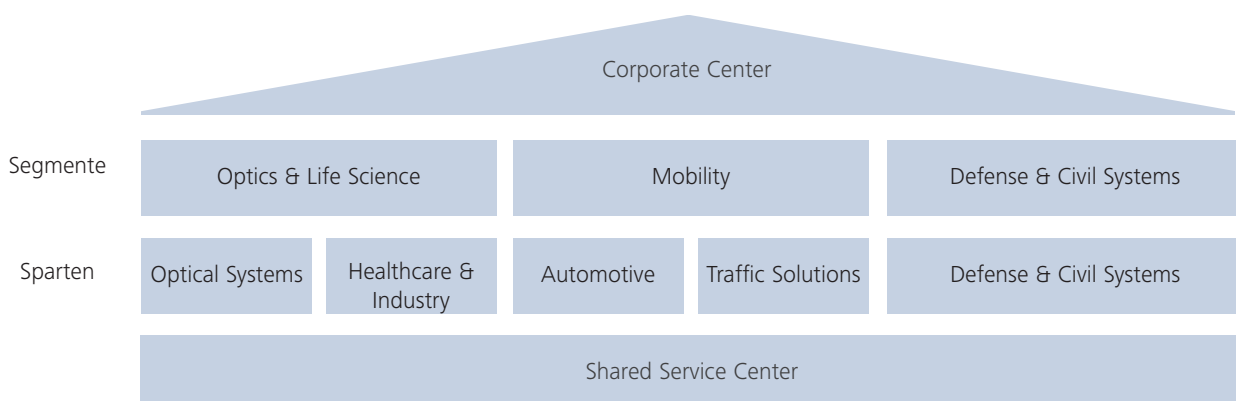 Corporate Center
Segmente
Optics & Life Science
Mobility
Defense & Civil Systems
Sparten
Optical Systems
Healthcare &
Industry
Automotive
Traffic Solutions
Defense & Civil Systems
Shared Service Center